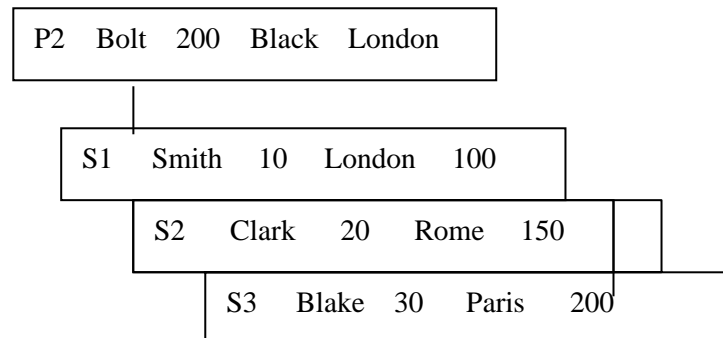 P2 Bolt 200 Black London
S1 Smith 10 London 100
S2 Clark 20 Rome 150
S3 Blake 30 Paris 200